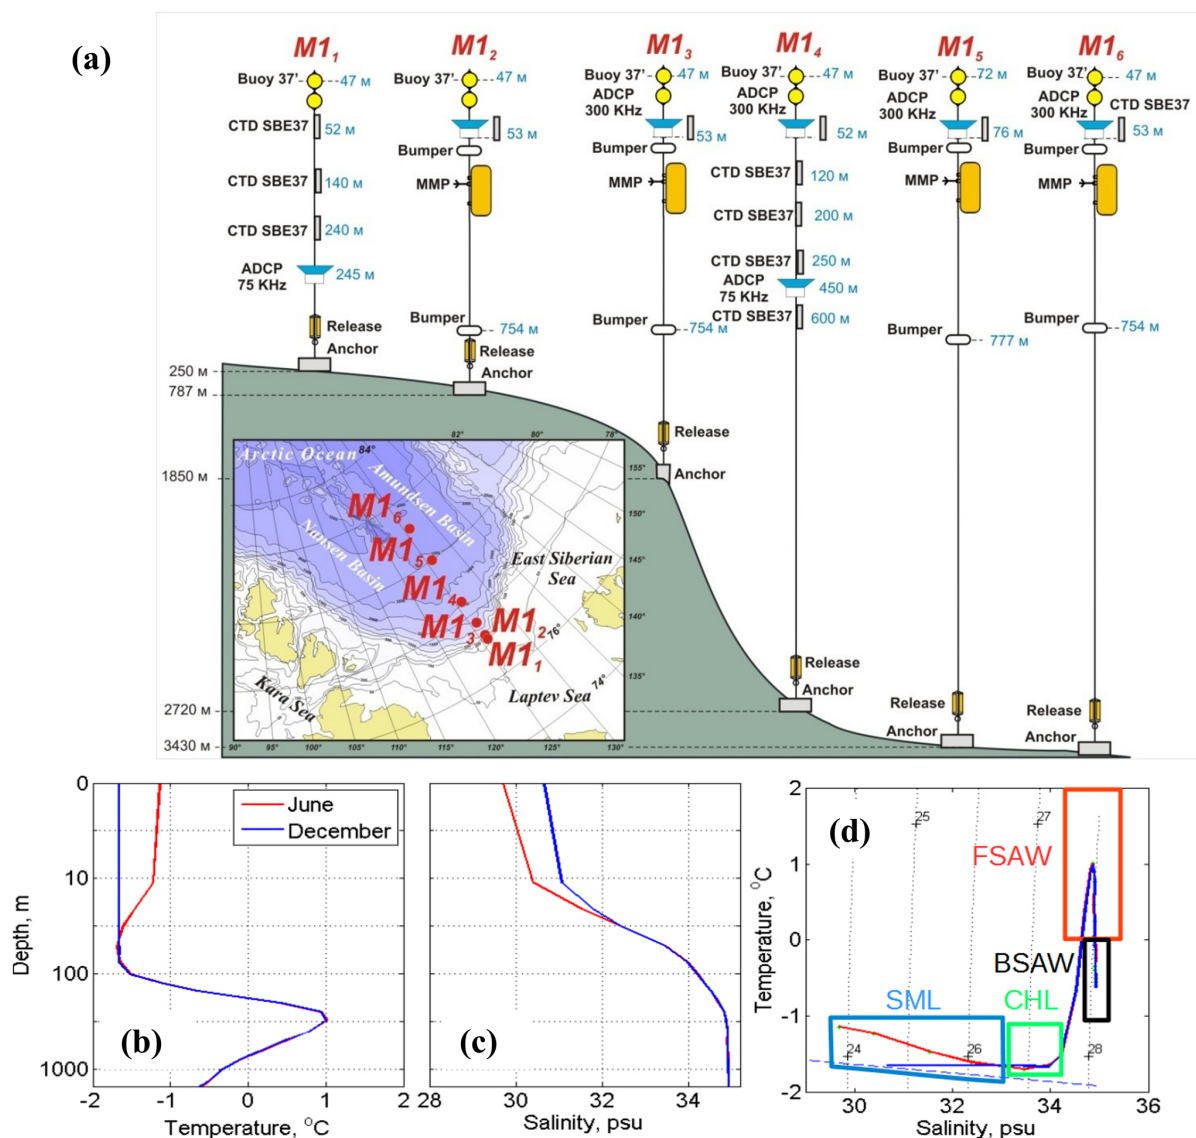 (a)
M1₁
M1₂
M1₃
M1₄
M1₅
M1₆
Buoy 37'
47 м
Buoy 37'
47 м
Buoy 37'
47 м
Buoy 37'
47 м
Buoy 37'
72 м
Buoy 37'
47 м
ADCP
300 KHz
ADCP
300 KHz
ADCP
300 KHz
ADCP
300 KHz
CTD SBE37
CTD SBE37
52 м
53 м
53 м
52 м
76 м
53 м
Bumper
Bumper
Bumper
Bumper
CTD SBE37
140 м
MMP
MMP
CTD SBE37
120 м
MMP
MMP
CTD SBE37
240 м
CTD SBE37
200 м
ADCP
75 KHz
245 м
CTD SBE37
250 м
ADCP
75 KHz
450 м
CTD SBE37
600 м
Release
Anchor
Bumper
754 м
Release
Anchor
Bumper
754 м
Bumper
777 м
Bumper
754 м
250 м
787 м
1850 м
2720 м
3430 м
Release
Anchor
Release
Anchor
Release
Anchor
Release
Anchor
Arctic Ocean
84°
82°
80°
78°
Amundsen Basin
Nansen Basin
M1₆
M1₅
M1₄
M1₃
M1₂
M1₁
East Siberian
Sea
Laptev Sea
Kara Sea
76°
74°
155°
150°
145°
140°
135°
90°
95°
100°
105°
110°
115°
120°
125°
130°
0
10
100
1000
Depth, m
June
December
(b)
-2
-1
0
1
2
Temperature, °C
(c)
28
30
32
34
Salinity, psu
(d)
2
1
0
-1
-2
Temperature, °C
25
27
FSAW
BSAW
SML
CHL
24
26
28
30
32
34
36
Salinity, psu